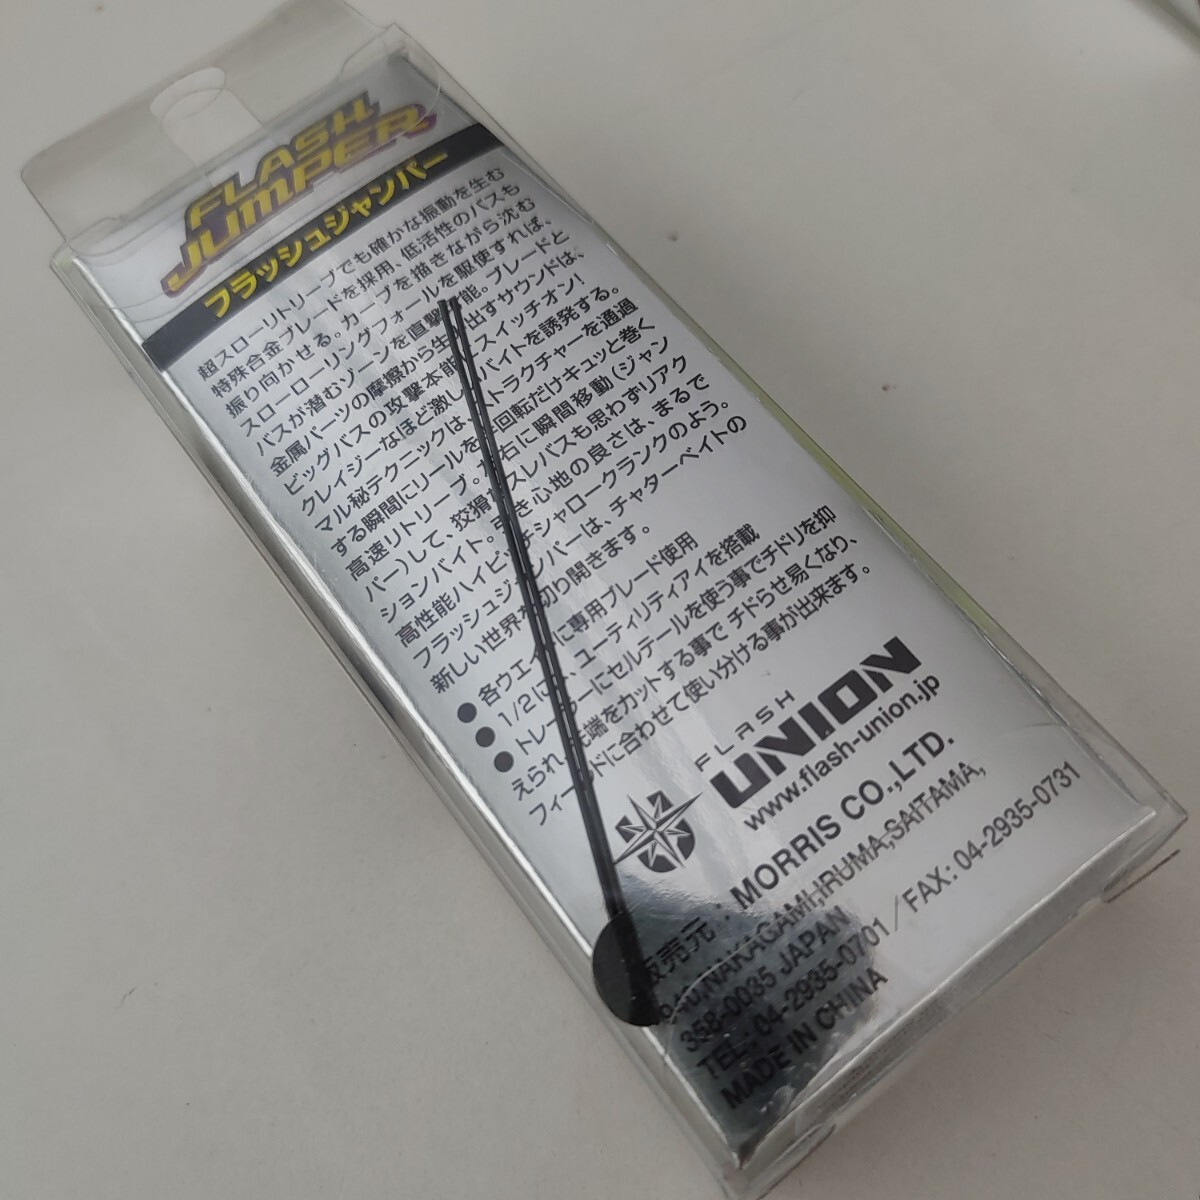 FLASH
JUMPER
フラッシュジャンパー
超スローリトリーブでも確かな振動を生む
特殊合金ブレードを採用、低活性のバスも
振り向かせる。カーブを描きながら沈む
スローローリングフォールを駆使すれば、
バスが潜むゾーンを直撃 能。ブレードと
金属パーツの摩擦から生 出すサウンドは、
ビッグバスの攻撃本能 スイッチオン!
クレイジーなほど激し バイトを誘発する。
マル秘テクニックは、ストラクチャーを通過
する瞬間にリールを 回転だけキュッと巻く
高速リトリーブ。 右に瞬間移動(ジャン
パー)して、狡猾 スレバスも思わずリアク
ションバイト。引き心地の良さは、まるで
高性能ハイピッチシャロークランクのよう。
フラッシュジャンパーは、チャターベイトの
新しい世界 切り開きます。
● 各ウエイ に専用ブレード使用
● 1/2に 、ユーティリティアイを搭載
● トレーラーにセルテールを使う事でチドリを抑
えられ 先端をカットする事で チドらせ易くなり、
フィールドに合わせて使い分ける事が出来ます。
FLASH
UNION
www.flash-union.jp
販売元:MORRIS CO.,LTD.
NAKAGAMI,IRUMA,SAITAMA,
358-0035 JAPAN
TEL: 04-2935-0701/FAX: 04-2935-0731
MADE IN CHINA